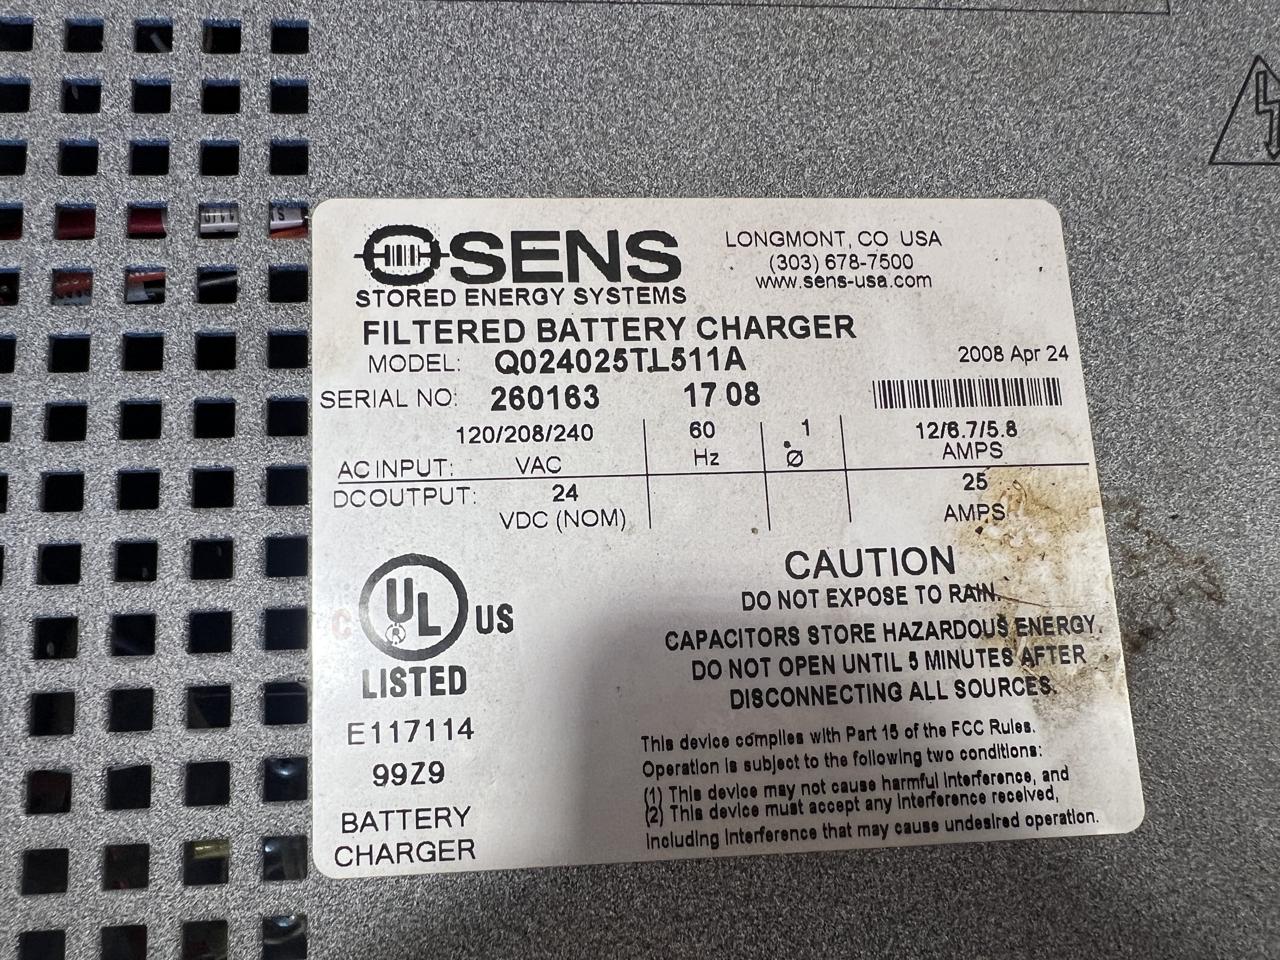 SENS
LONGMONT, CO USA
(303) 678-7500
www.sens-usa.com
STORED ENERGY SYSTEMS
FILTERED BATTERY CHARGER
MODEL: Q024025TL511A
2008 Apr 24
SERIAL NO: 260163 17 08
120/208/240 60 1 12/6.7/5.8
AC INPUT: VAC Hz Ø AMPS
DC OUTPUT: 24 25
VDC (NOM) AMPS
CAUTION
DO NOT EXPOSE TO RAIN.
CAPACITORS STORE HAZARDOUS ENERGY.
DO NOT OPEN UNTIL 5 MINUTES AFTER
DISCONNECTING ALL SOURCES.
C UL ® US
LISTED
E117114
99Z9
BATTERY
CHARGER
This device complies with Part 15 of the FCC Rules.
Operation is subject to the following two conditions:
(1) This device may not cause harmful interference, and
(2) This device must accept any interference received,
including interference that may cause undesired operation.